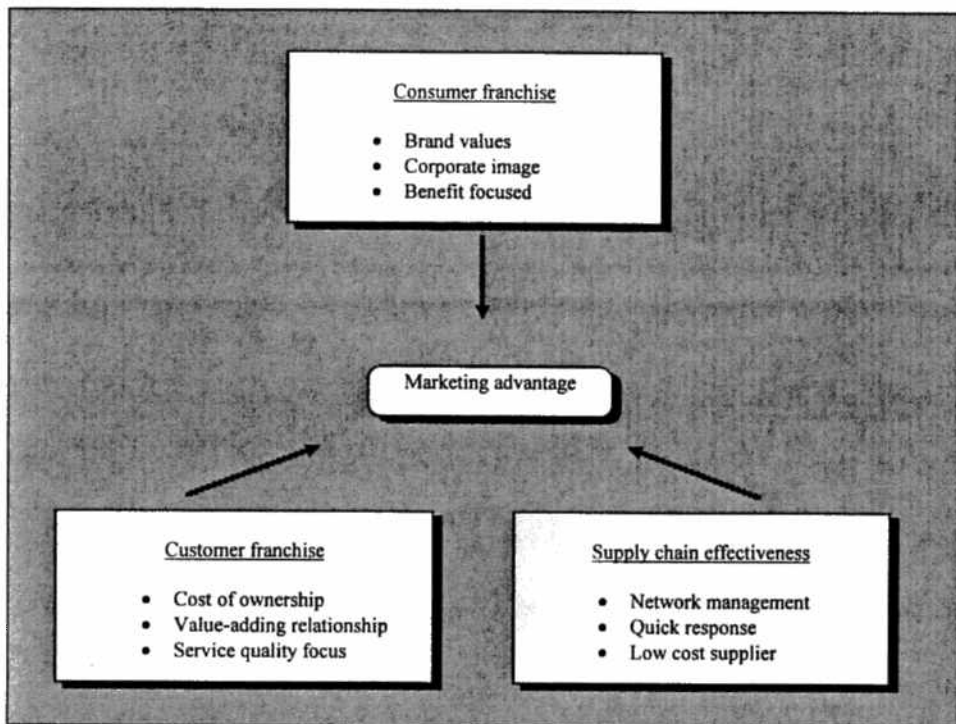 Consumer franchise
• Brand values
• Corporate image
• Benefit focused
Marketing advantage
Customer franchise
• Cost of ownership
• Value-adding relationship
• Service quality focus
Supply chain effectiveness
• Network management
• Quick response
• Low cost supplier